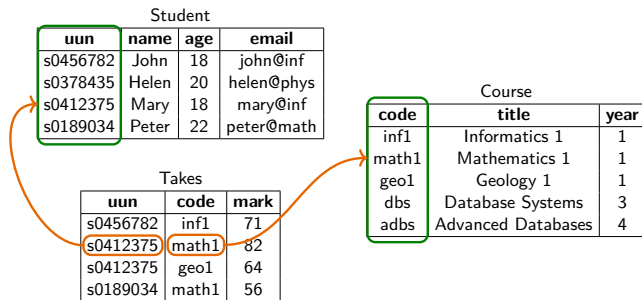 Student
uun name age email
s0456782 John 18 john@inf
s0378435 Helen 20 helen@phys
s0412375 Mary 18 mary@inf
s0189034 Peter 22 peter@math
Course
code title year
inf1 Informatics 1 1
math1 Mathematics 1 1
geo1 Geology 1 1
dbs Database Systems 3
adbs Advanced Databases 4
Takes
uun code mark
s0456782 inf1 71
s0412375 math1 82
s0412375 geo1 64
s0189034 math1 56